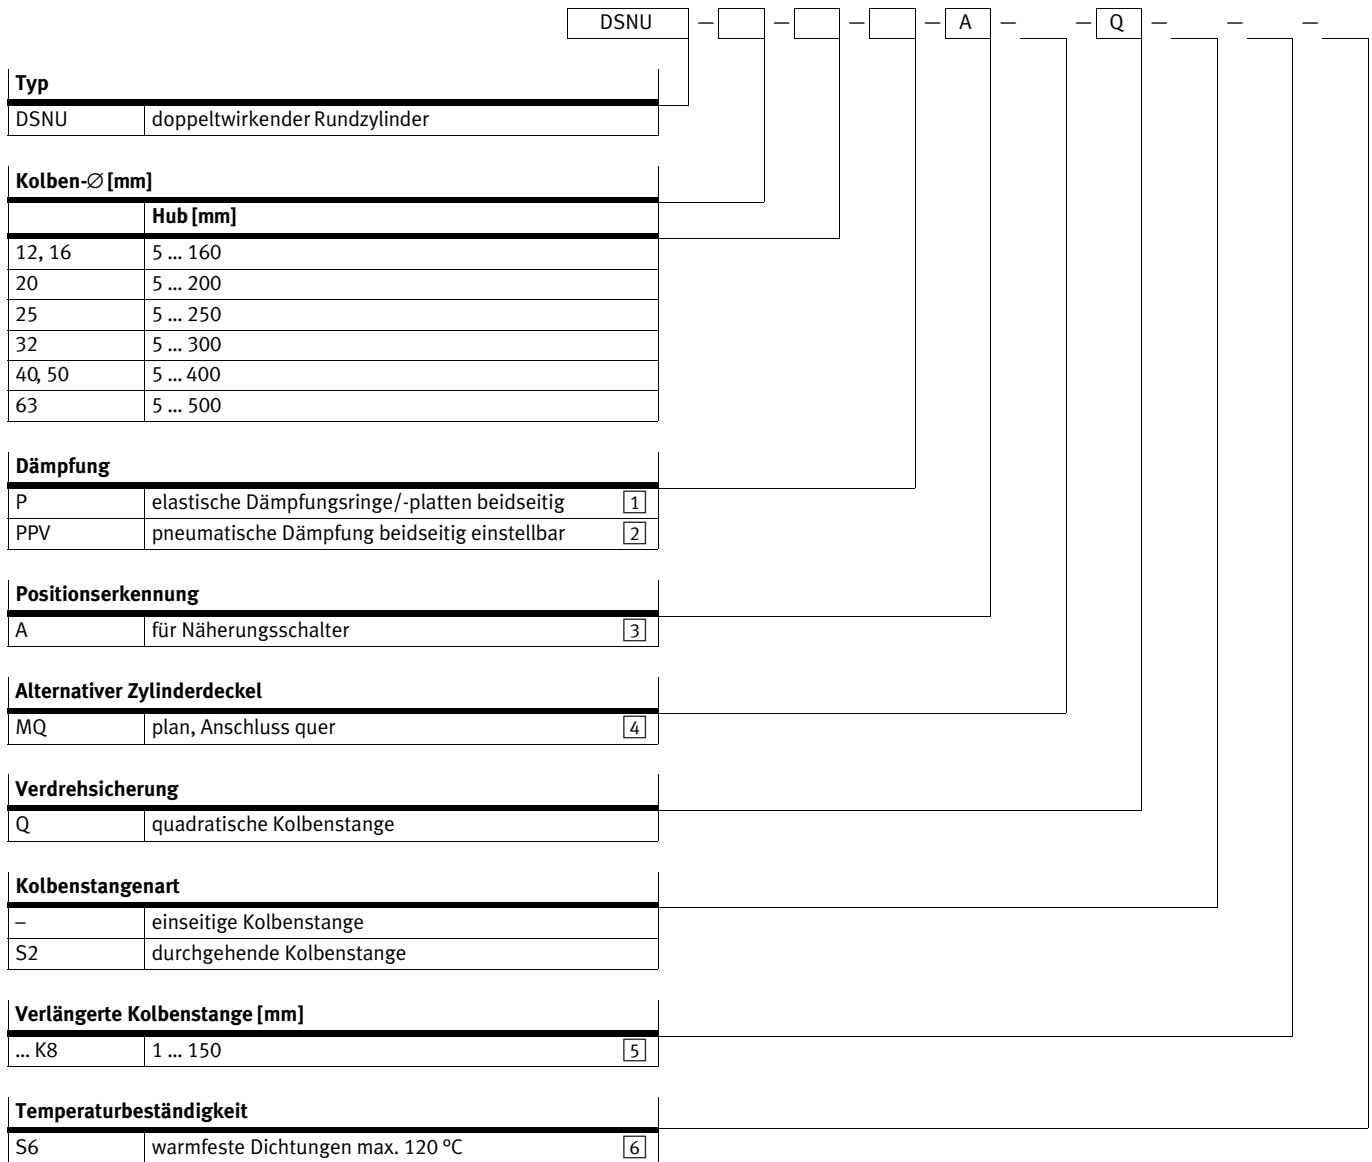 DSNU – – – – A – – Q – – –
Typ
DSNU doppeltwirkender Rundzylinder
Kolben-∅ [mm]
Hub [mm]
12, 16 5 ... 160
20 5 ... 200
25 5 ... 250
32 5 ... 300
40, 50 5 ... 400
63 5 ... 500
Dämpfung
P elastische Dämpfungsringe/-platten beidseitig 1
PPV pneumatische Dämpfung beidseitig einstellbar 2
Positionserkennung
A für Näherungsschalter 3
Alternativer Zylinderdeckel
MQ plan, Anschluss quer 4
Verdrehsicherung
Q quadratische Kolbenstange
Kolbenstangenart
– einseitige Kolbenstange
S2 durchgehende Kolbenstange
Verlängerte Kolbenstange [mm]
... K8 1 ... 150 5
Temperaturbeständigkeit
S6 warmfeste Dichtungen max. 120 °C 6